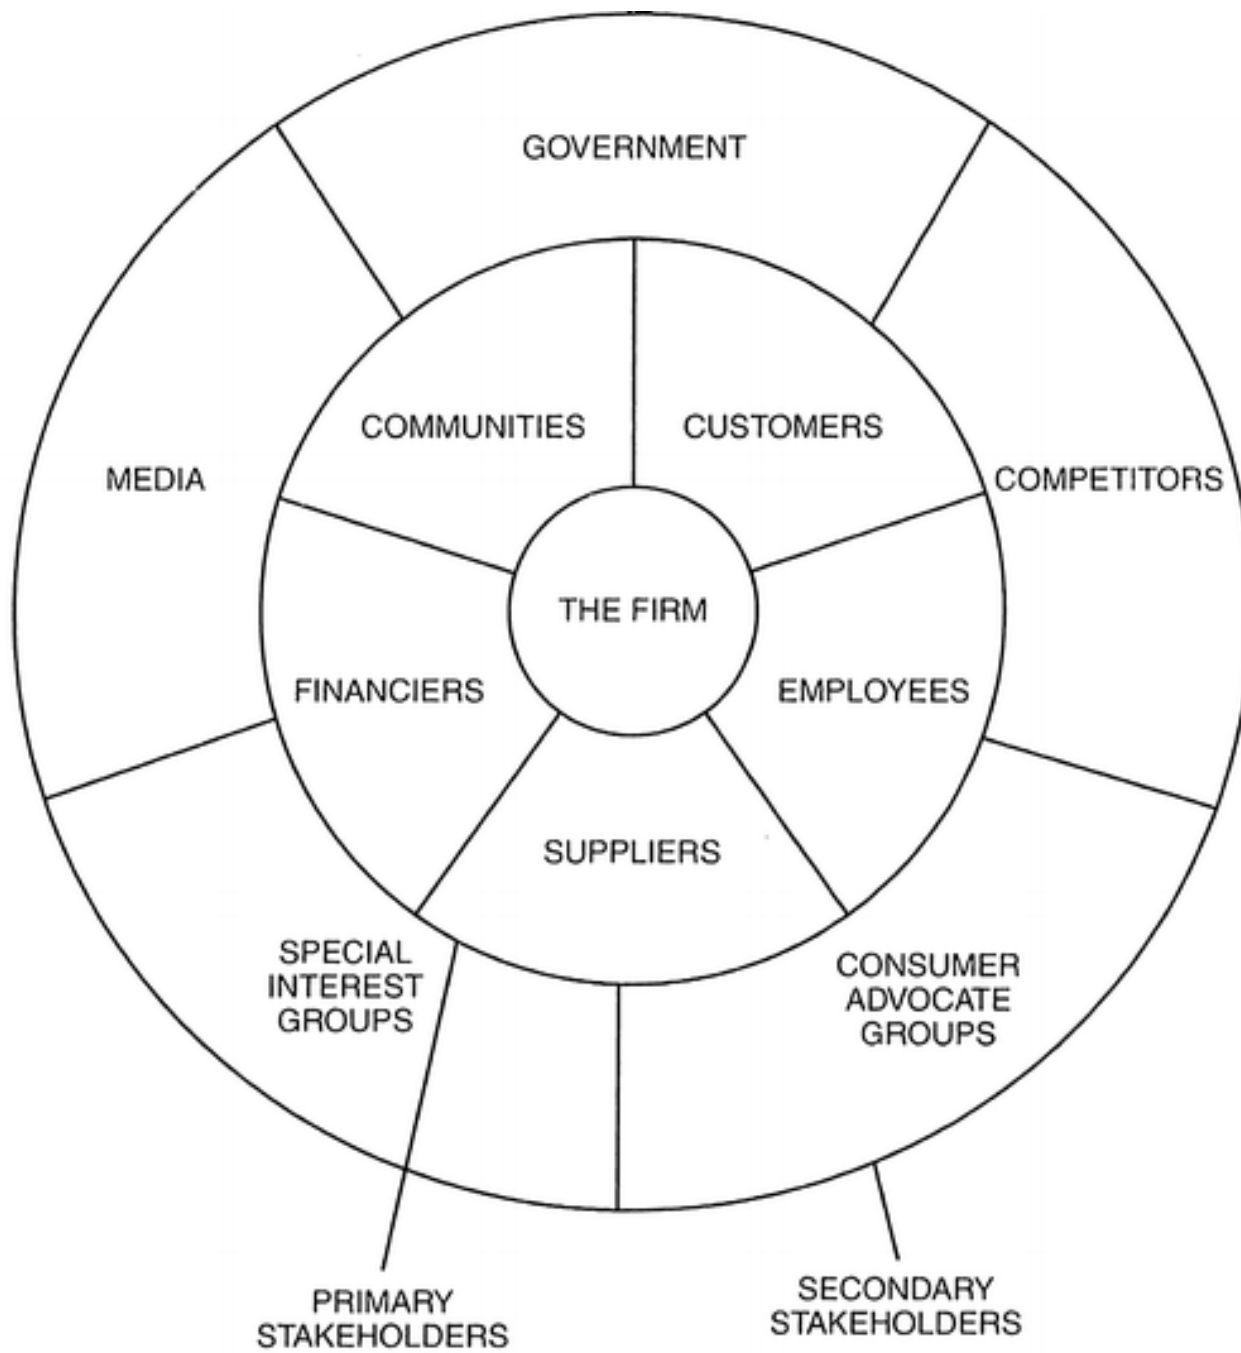 GOVERNMENT
COMMUNITIES
CUSTOMERS
MEDIA
COMPETITORS
THE FIRM
FINANCIERS
EMPLOYEES
SUPPLIERS
SPECIAL
INTEREST
GROUPS
CONSUMER
ADVOCATE
GROUPS
PRIMARY
STAKEHOLDERS
SECONDARY
STAKEHOLDERS